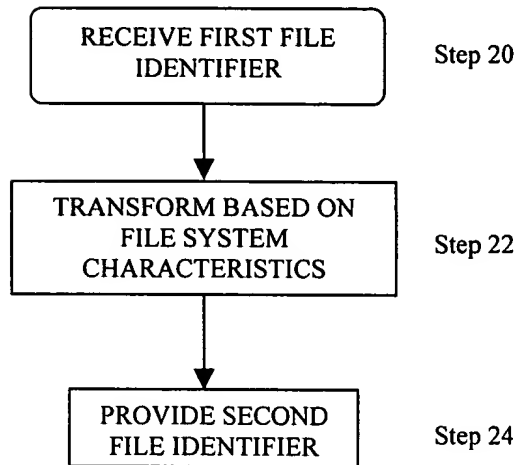 RECEIVE FIRST FILE
IDENTIFIER
Step 20
TRANSFORM BASED ON
FILE SYSTEM
CHARACTERISTICS
Step 22
PROVIDE SECOND
FILE IDENTIFIER
Step 24